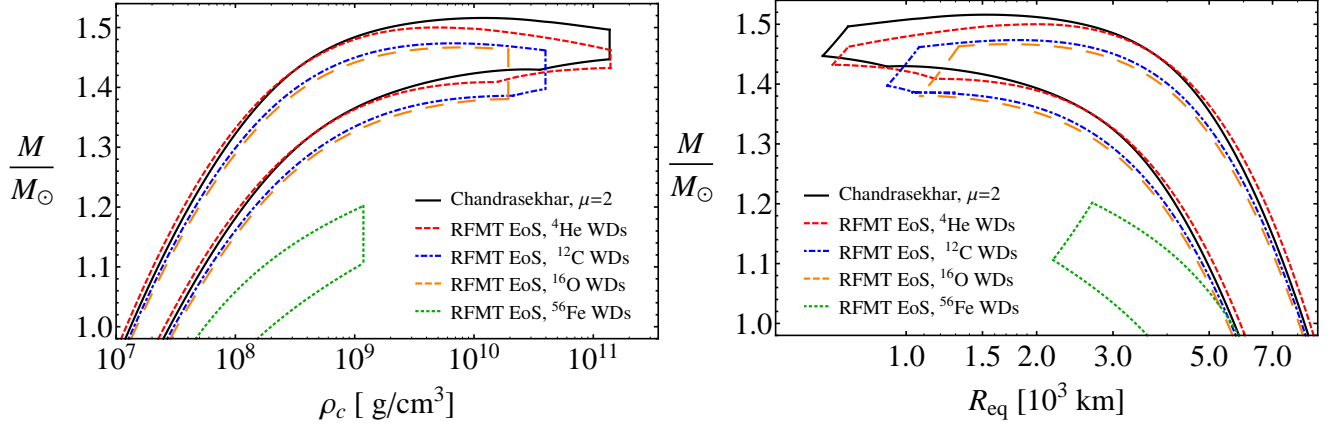 1.5
1.4
1.3
1.2
1.1
1.0
M
M⊙
10⁷
10⁸
10⁹
10¹⁰
10¹¹
ρc [ g/cm³]
Chandrasekhar, μ=2
RFMT EoS, ⁴He WDs
RFMT EoS, ¹²C WDs
RFMT EoS, ¹⁶O WDs
RFMT EoS, ⁵⁶Fe WDs
1.5
1.4
1.3
1.2
1.1
1.0
M
M⊙
1.0
1.5
2.0
3.0
5.0
7.0
Req [10³ km]
Chandrasekhar, μ=2
RFMT EoS, ⁴He WDs
RFMT EoS, ¹²C WDs
RFMT EoS, ¹⁶O WDs
RFMT EoS, ⁵⁶Fe WDs